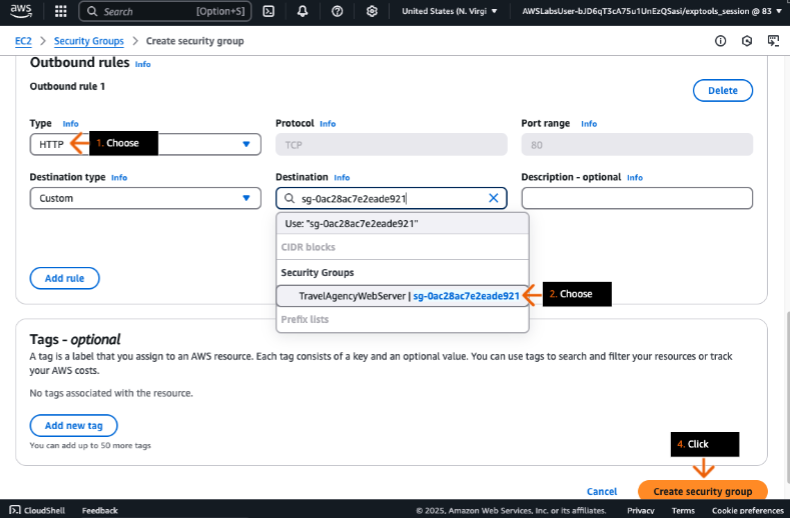 aws
Search [Option+S] United States (N. Virgi AWSLabsUser-bJD6qT3cA75u1UnEzQSasi/exptools_session @ 83
EC2 > Security Groups > Create security group
Outbound rules Info
Outbound rule 1
Delete
Type Info Protocol Info Port range Info
HTTP 1. Choose TCP 80
Destination type Info Destination Info Description - optional Info
Custom sg-0ac28ac7e2eade921
Use: "sg-0ac28ac7e2eade921"
CIDR blocks
Security Groups
Add rule
TravelAgencyWebServer | sg-0ac28ac7e2eade921 2. Choose
Prefix lists
Tags - optional
A tag is a label that you assign to an AWS resource. Each tag consists of a key and an optional value. You can use tags to search and filter your resources or track
your AWS costs.
No tags associated with the resource.
Add new tag
You can add up to 50 more tags
4. Click
Cancel Create security group
CloudShell Feedback © 2025, Amazon Web Services, Inc. or its affiliates. Privacy Terms Cookie preferences